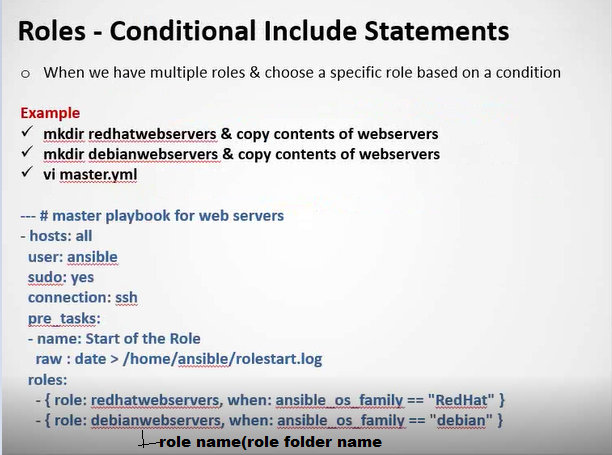 Roles - Conditional Include Statements
o When we have multiple roles & choose a specific role based on a condition
Example
✓ mkdir redhatwebservers & copy contents of webservers
✓ mkdir debianwebservers & copy contents of webservers
✓ vi master.yml
--- # master playbook for web servers
- hosts: all
user: ansible
sudo: yes
connection: ssh
pre_tasks:
- name: Start of the Role
raw : date > /home/ansible/rolestart.log
roles:
- { role: redhatwebservers, when: ansible_os_family == "RedHat" }
- { role: debianwebservers, when: ansible_os_family == "debian" }
role name(role folder name